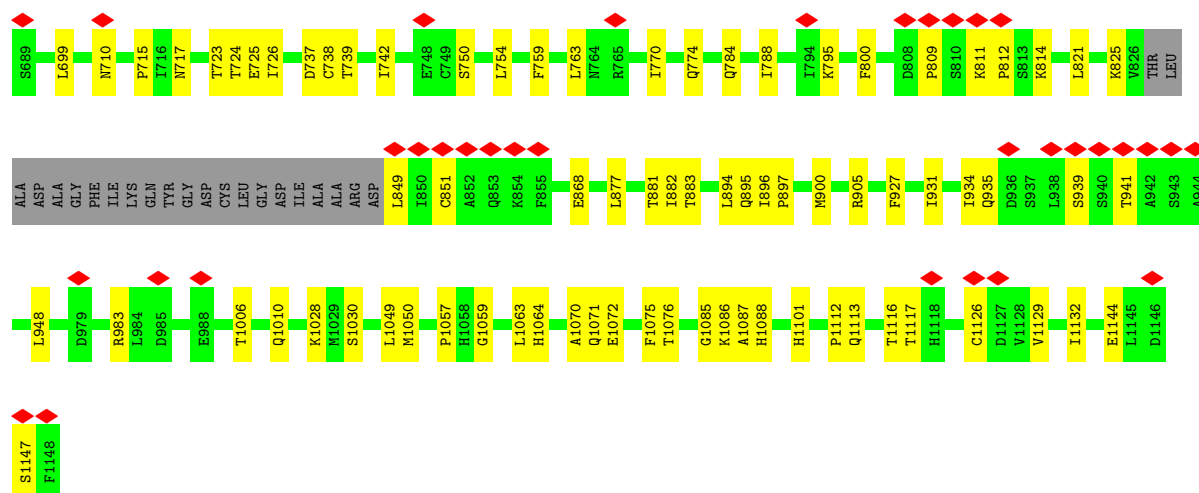 S689 L699 N710 P715 I716 N717 T723 T724 E725 I726 D737 C738 T739 I742 E748 C749 S750 L754 F759 L763 N764 R765 I770 Q774 Q784 I788 I794 K795 F800 D808 P809 S810 K811 P812 S813 K814 L821 K825 V826 THR LEU
ALA ASP ALA GLY PHE ILE LYS GLN TYR GLY ASP CYS LEU GLY ASP ILE ALA ALA ARG ASP L849 I850 C851 A852 Q853 K854 F855 E868 L877 T881 I882 T883 L894 Q895 I896 P897 M900 R905 F927 I931 I934 Q935 D936 S937 L938 S939 S940 T941 A942 S943 A944
L948 D979 R983 L984 D985 E988 T1006 Q1010 K1028 M1029 S1030 L1049 M1050 P1057 H1058 G1059 L1063 H1064 A1070 Q1071 E1072 F1075 T1076 G1085 K1086 A1087 H1088 H1101 P1112 Q1113 T1116 T1117 H1118 C1126 D1127 V1128 V1129 I1132 E1144 L1145 D1146
S1147 F1148